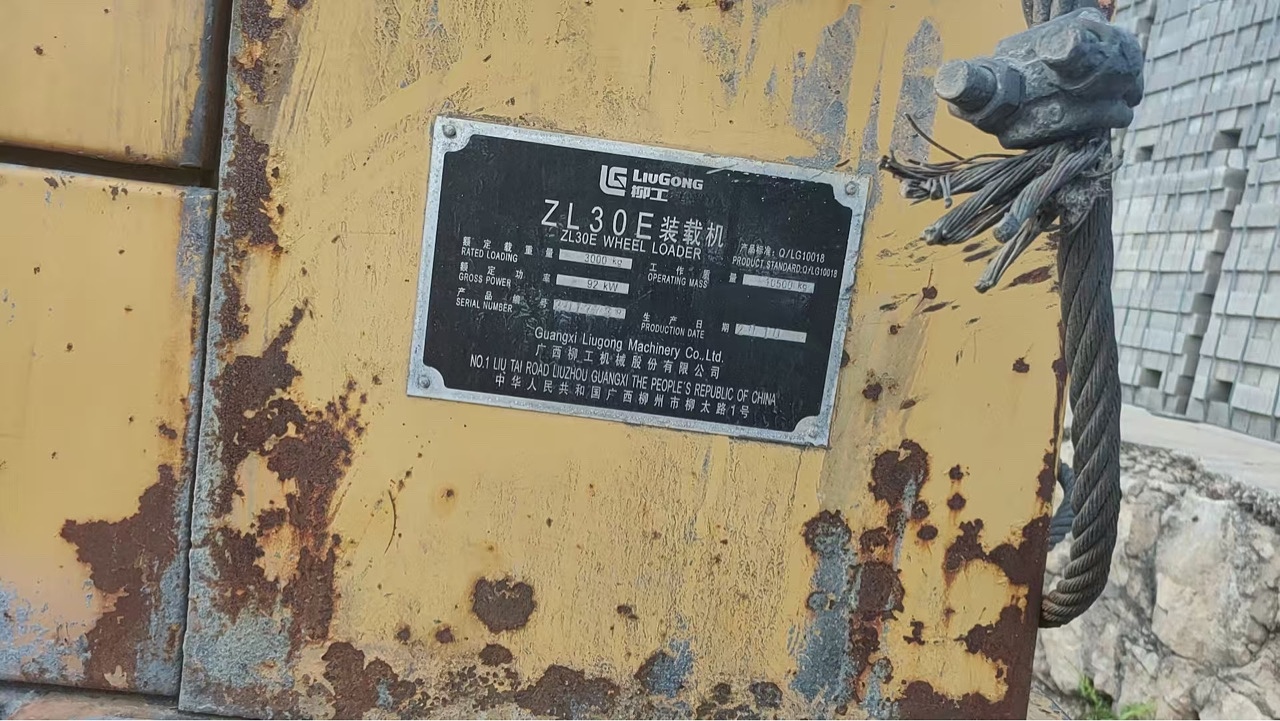 LIUGONG
柳工
ZL30E装载机
ZL30E WHEEL LOADER
产品标准: Q/LG10018
PRODUCT STANDARD:Q/LG10018
额定载重量 3000 kg
RATED LOADING
工作质量 10500 kg
OPERATING MASS
额定功率 92 kW
GROSS POWER
产品编号
SERIAL NUMBER
生产日期
PRODUCTION DATE
Guangxi Liugong Machinery Co.,Ltd.
广西柳工机械股份有限公司
NO.1 LIU TAI ROAD LIUZHOU GUANGXI THE PEOPLE'S REPUBLIC OF CHINA
中华人民共和国广西柳州市柳太路1号